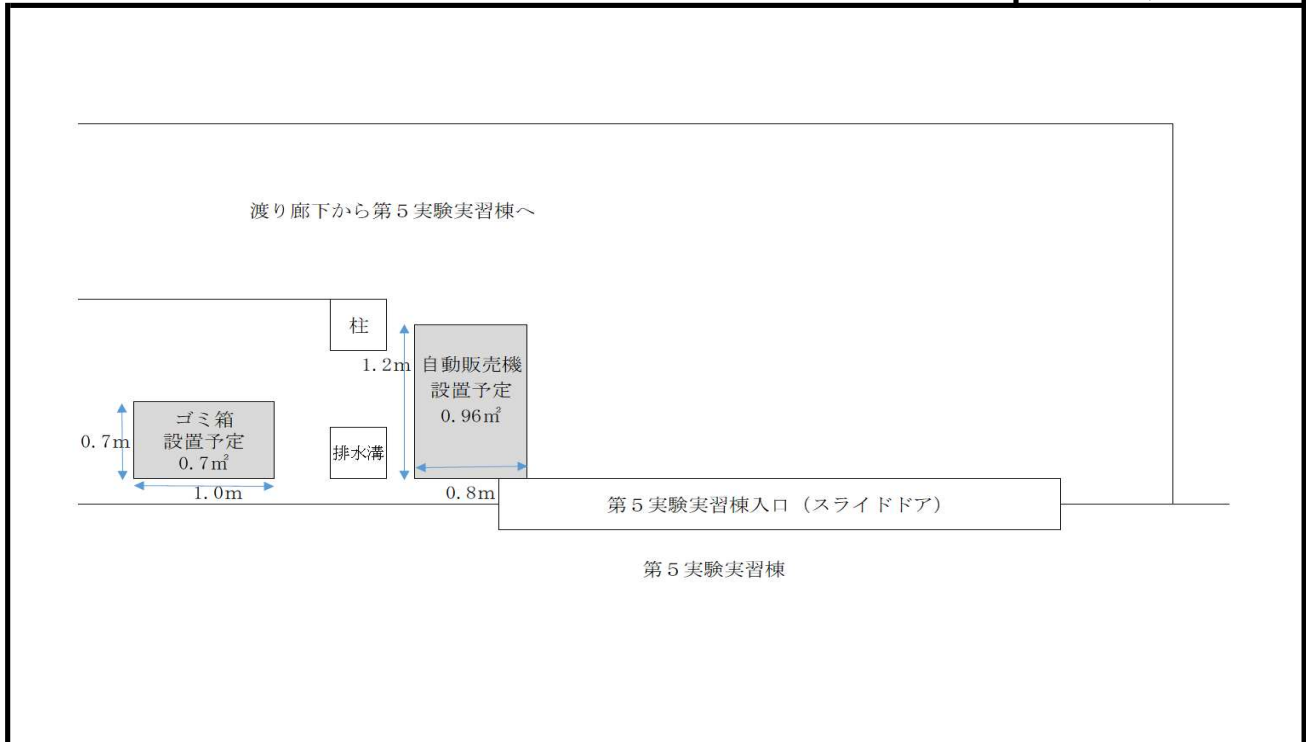 渡り廊下から第5実験実習棟へ
柱
1.2m
自動販売機
設置予定
0.96㎡
0.7m
ゴミ箱
設置予定
0.7㎡
排水溝
1.0m
0.8m
第5実験実習棟入口(スライドドア)
第5実験実習棟